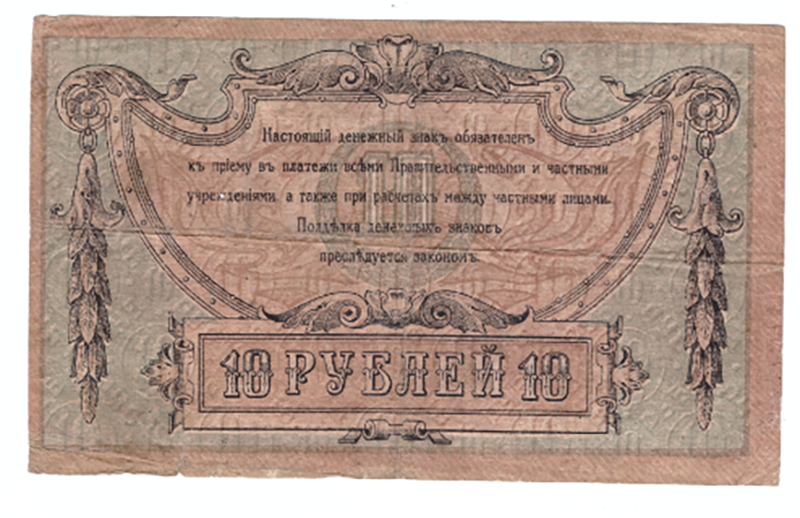 Настоящій денежный знакъ обязателенъ
къ пріему въ платежи всѣми Правительственными и частными
учрежденіями, а также при расчетахъ между частными лицами.
Поддѣлка денежныхъ знаковъ
преслѣдуется закономъ.
10 РУБЛЕЙ 10